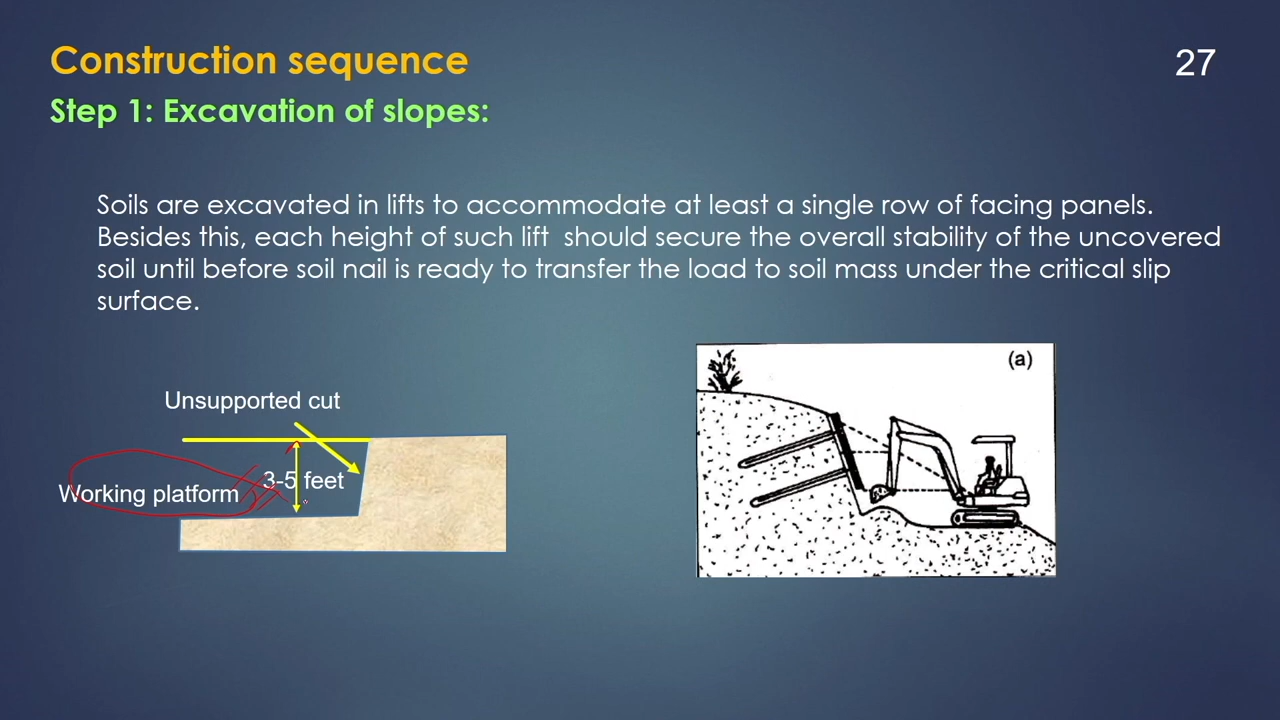 Construction sequence
27
Step 1: Excavation of slopes:
Soils are excavated in lifts to accommodate at least a single row of facing panels.
Besides this, each height of such lift should secure the overall stability of the uncovered
soil until before soil nail is ready to transfer the load to soil mass under the critical slip
surface.
Unsupported cut
3-5 feet
Working platform
(a)